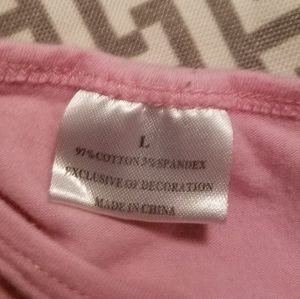 L
97%COTTON 3%SPANDEX
EXCLUSIVE OF DECORATION
MADE IN CHINA